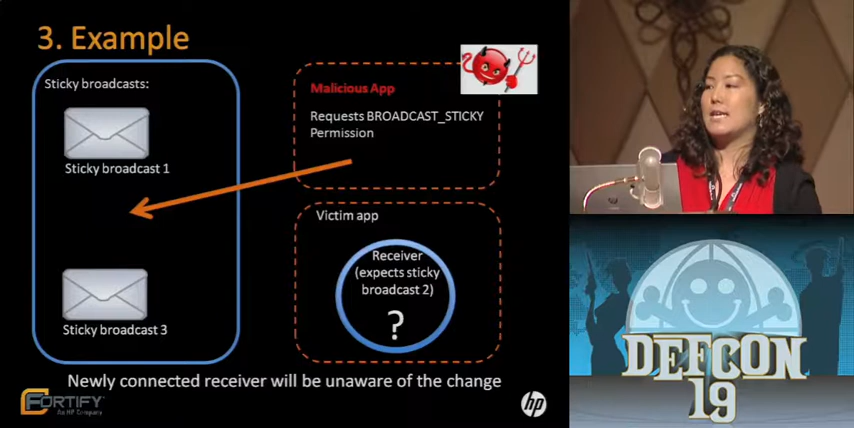 3. Example
Sticky broadcasts:
Sticky broadcast 1
Sticky broadcast 3
Malicious App
Requests BROADCAST_STICKY
Permission
Victim app
Receiver
(expects sticky
broadcast 2)
?
Newly connected receiver will be unaware of the change
FORTIFY
An HP Company
hp
DEFCON
19